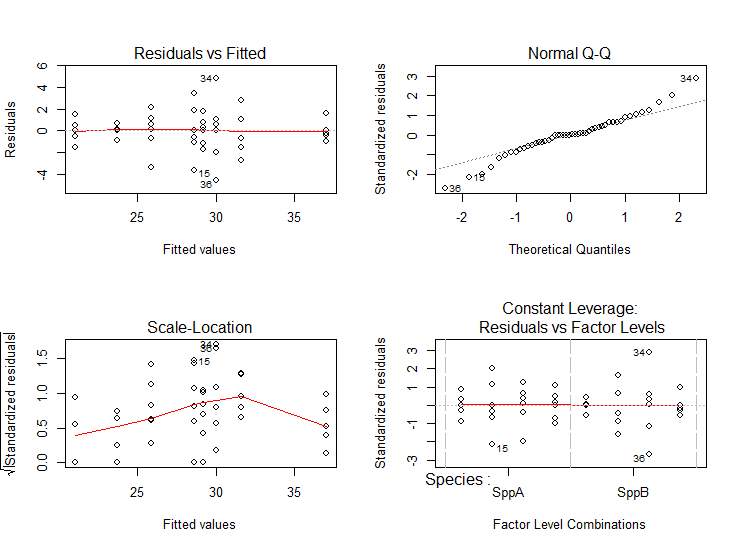 Residuals vs Fitted
Residuals
6
4
2
0
-4
34
15
36
25
30
35
Fitted values
Normal Q-Q
Standardized residuals
3
2
1
0
-2
34
15
36
-2
-1
0
1
2
Theoretical Quantiles
Scale-Location
√|Standardized residuals|
1.5
1.0
0.5
0.0
34
36
15
25
30
35
Fitted values
Constant Leverage:
Residuals vs Factor Levels
Standardized residuals
3
1
-1
-3
34
15
36
Species :
SppA
SppB
Factor Level Combinations